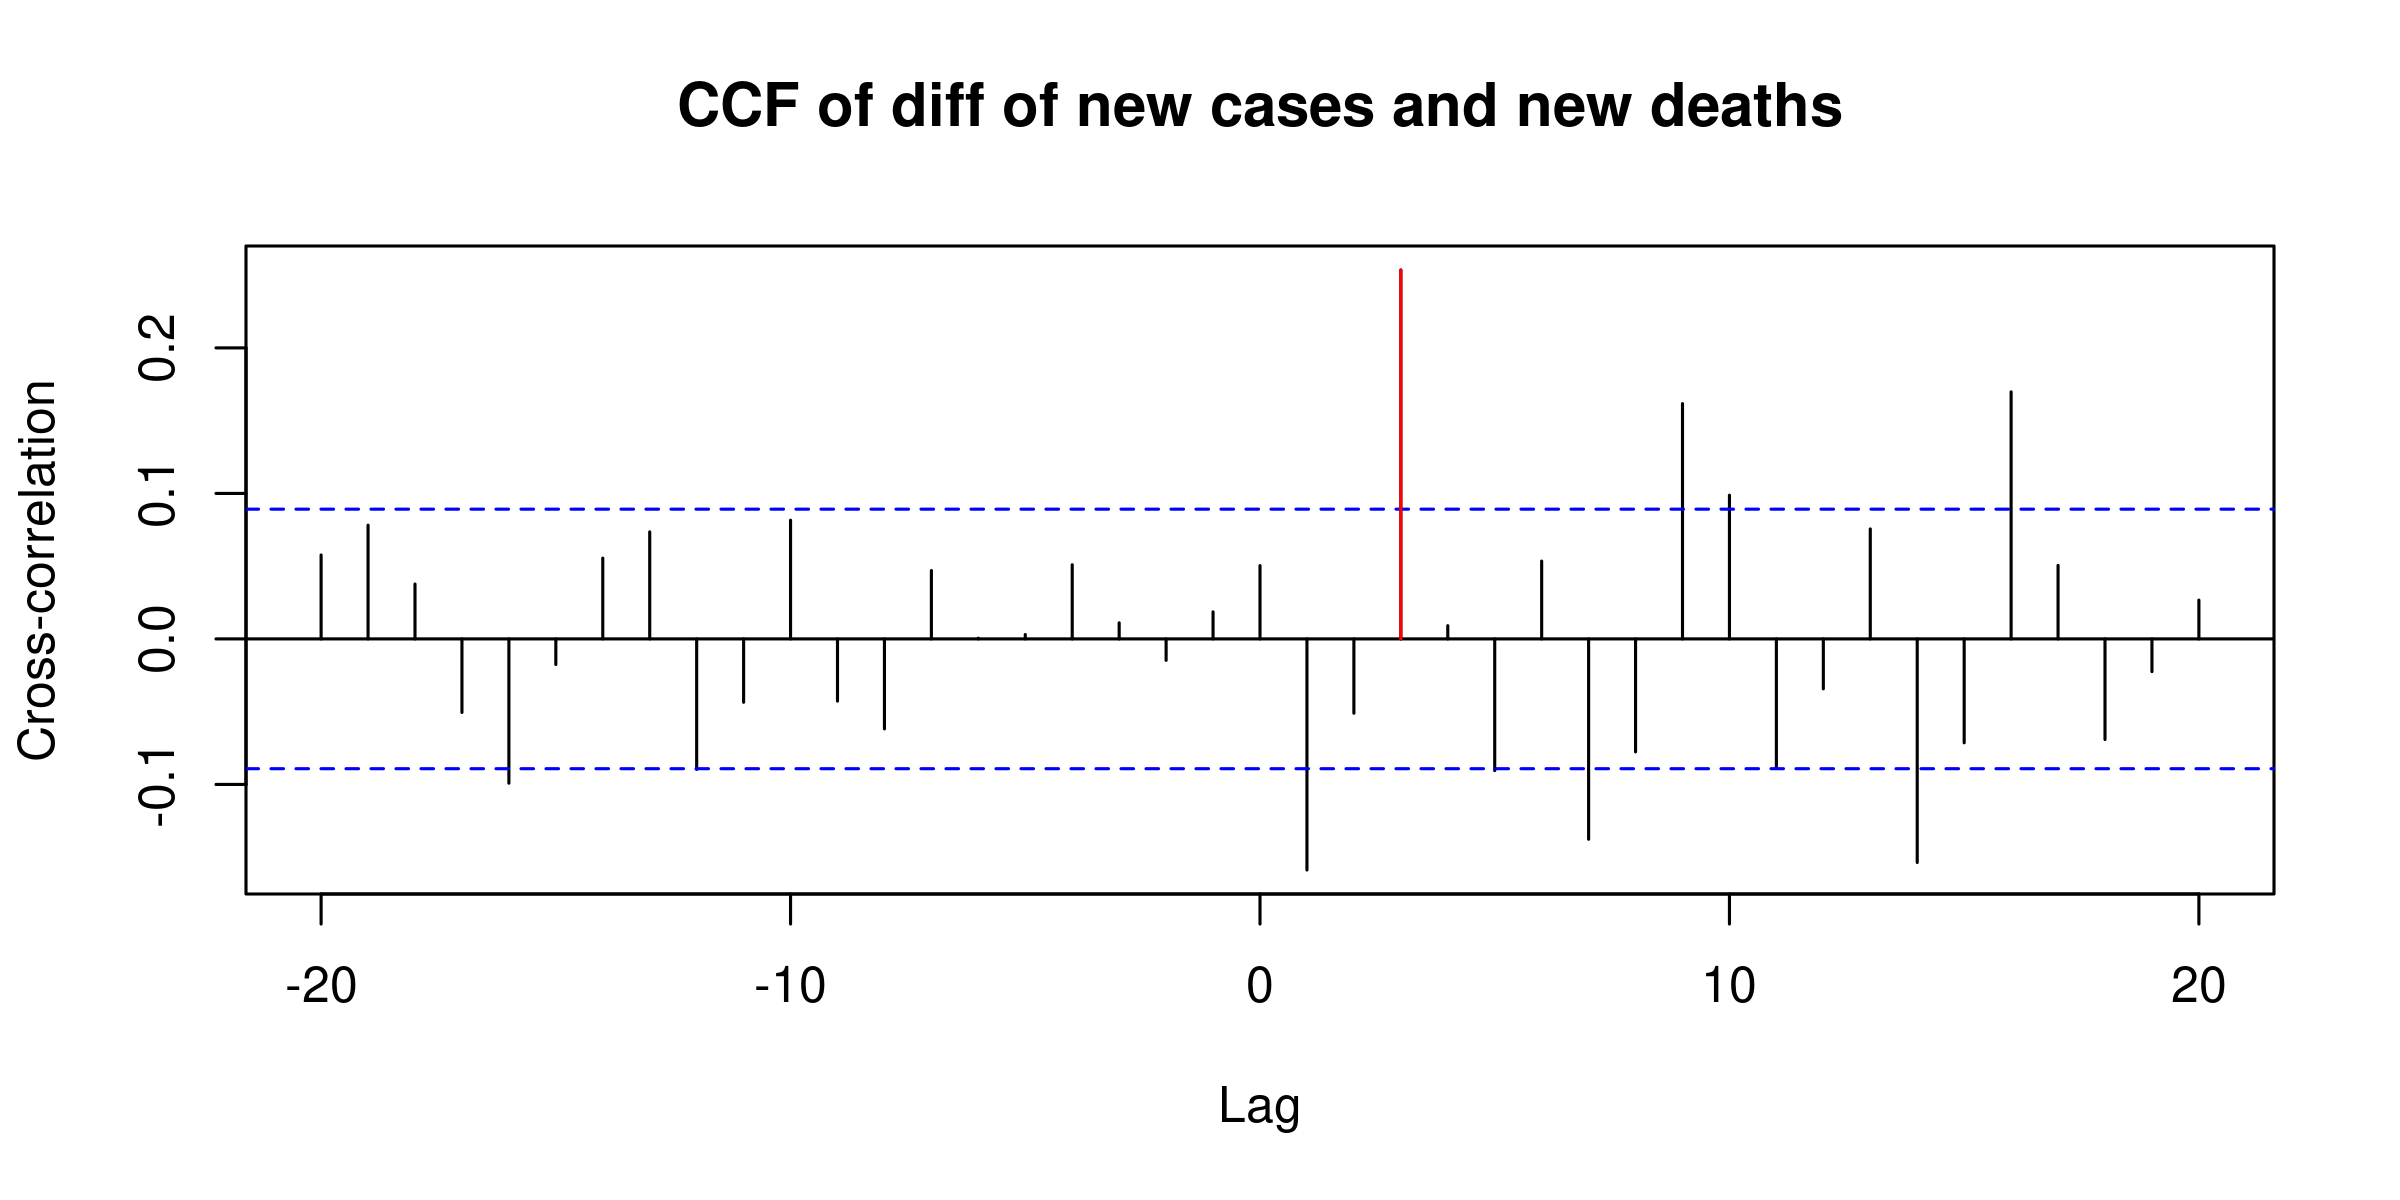 CCF of diff of new cases and new deaths
Cross-correlation
0.2
0.1
0.0
-0.1
-20 -10 0 10 20
Lag